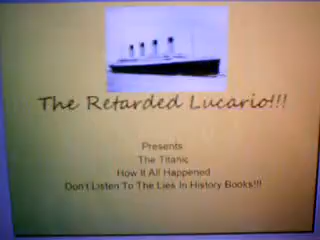 The Retarded Lucario!!!
Presents
The Titanic
How It All Happened
Don't Listen To The Lies In History Books!!!